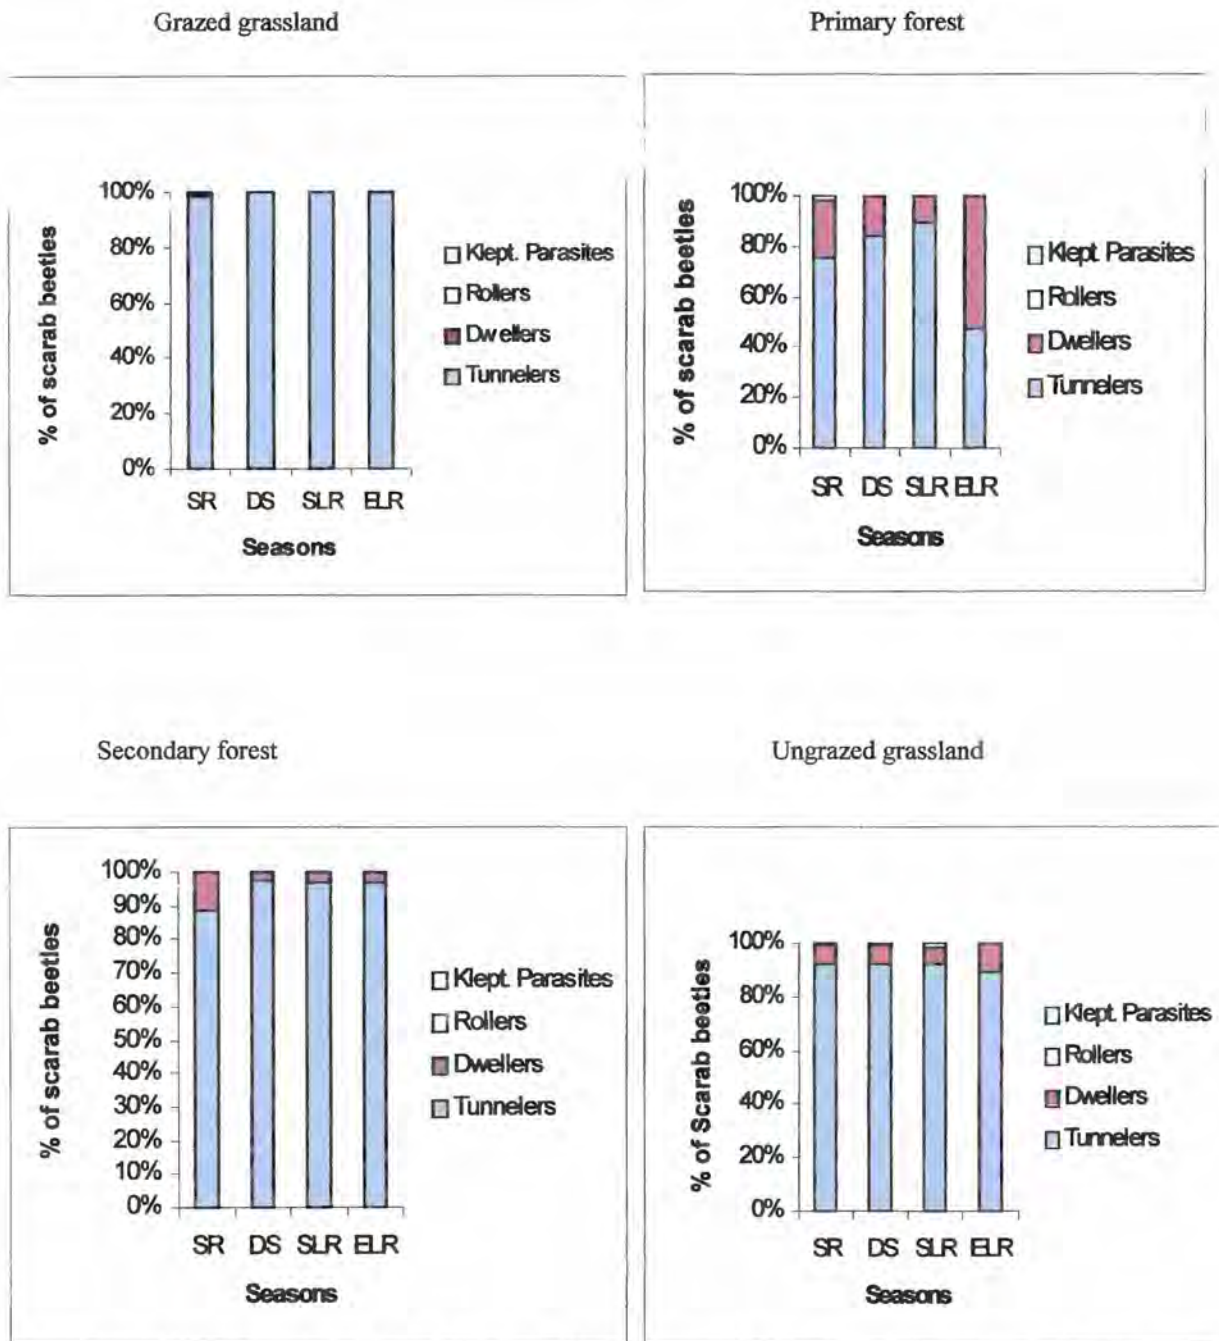 Grazed grassland
% of scarab beetles
100%
80%
60%
40%
20%
0%
SR DS SLR ELR
Seasons
Klept. Parasites
Rollers
Dwellers
Tunnelers
Primary forest
% of scarab beetles
100%
80%
60%
40%
20%
0%
SR DS SLR ELR
Seasons
Klept. Parasites
Rollers
Dwellers
Tunnelers
Secondary forest
% of scarab beetles
100%
90%
80%
70%
60%
50%
40%
30%
20%
10%
0%
SR DS SLR ELR
Seasons
Klept. Parasites
Rollers
Dwellers
Tunnelers
Ungrazed grassland
% of Scarab beetles
100%
80%
60%
40%
20%
0%
SR DS SLR ELR
Seasons
Klept. Parasites
Rollers
Dwellers
Tunnelers